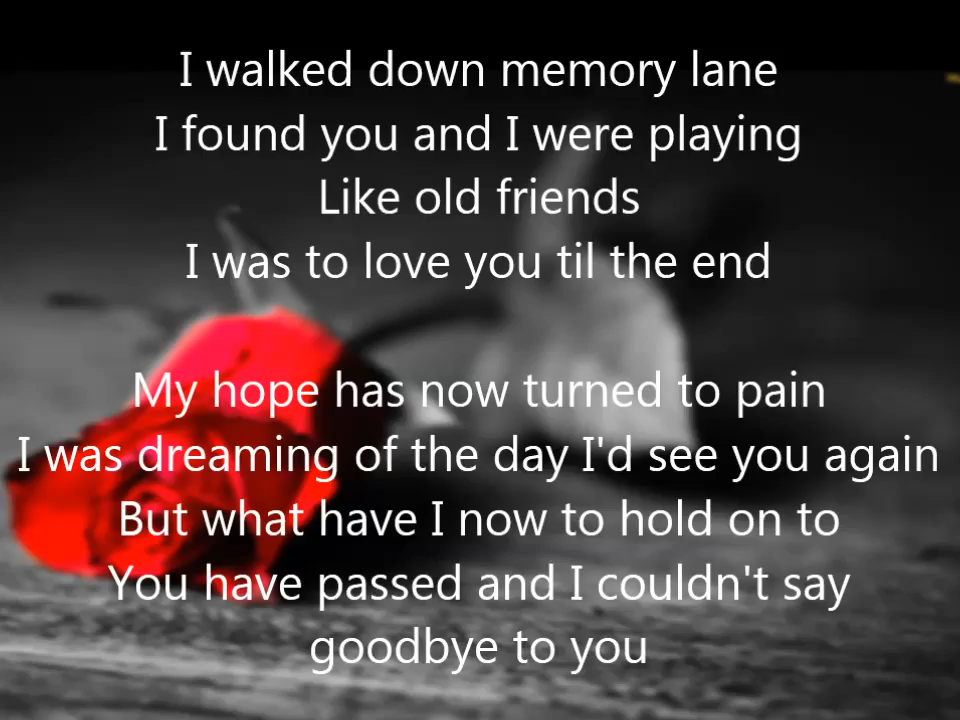 I walked down memory lane
I found you and I were playing
Like old friends
I was to love you til the end
My hope has now turned to pain
I was dreaming of the day I'd see you again
But what have I now to hold on to
You have passed and I couldn't say
goodbye to you